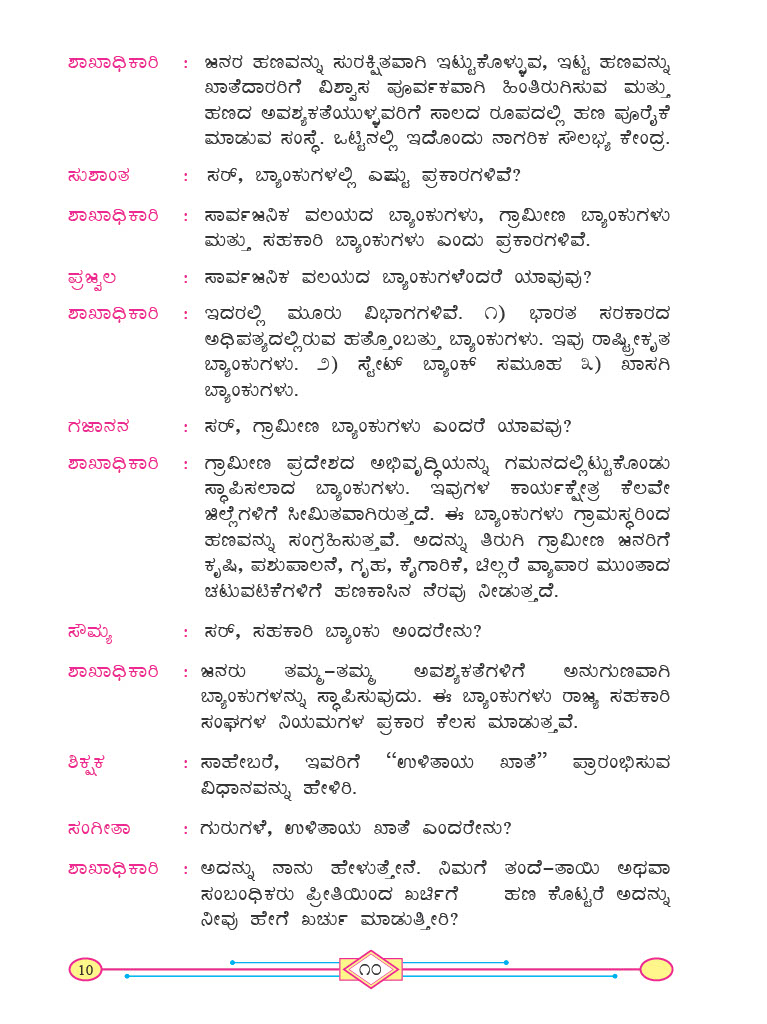 ಶಾಖಾಧಿಕಾರಿ : ಜನರ ಹಣವನ್ನು ಸುರಕ್ಷಿತವಾಗಿ ಇಟ್ಟುಕೊಳ್ಳುವ, ಇಟ್ಟ ಹಣವನ್ನು
ಖಾತೆದಾರರಿಗೆ ವಿಶ್ವಾಸ ಪೂರ್ವಕವಾಗಿ ಹಿಂತಿರುಗಿಸುವ ಮತ್ತು
ಹಣದ ಅವಶ್ಯಕತೆಯುಳ್ಳವರಿಗೆ ಸಾಲದ ರೂಪದಲ್ಲಿ ಹಣ ಪೂರೈಕೆ
ಮಾಡುವ ಸಂಸ್ಥೆ. ಒಟ್ಟಿನಲ್ಲಿ ಇದೊಂದು ನಾಗರಿಕ ಸೌಲಭ್ಯ ಕೇಂದ್ರ.
ಸುಶಾಂತ : ಸರ್, ಬ್ಯಾಂಕುಗಳಲ್ಲಿ ಎಷ್ಟು ಪ್ರಕಾರಗಳಿವೆ?
ಶಾಖಾಧಿಕಾರಿ : ಸಾರ್ವಜನಿಕ ವಲಯದ ಬ್ಯಾಂಕುಗಳು, ಗ್ರಾಮೀಣ ಬ್ಯಾಂಕುಗಳು
ಮತ್ತು ಸಹಕಾರಿ ಬ್ಯಾಂಕುಗಳು ಎಂದು ಪ್ರಕಾರಗಳಿವೆ.
ಪ್ರಜ್ವಲ : ಸಾರ್ವಜನಿಕ ವಲಯದ ಬ್ಯಾಂಕುಗಳೆಂದರೆ ಯಾವುವು?
ಶಾಖಾಧಿಕಾರಿ : ಇದರಲ್ಲಿ ಮೂರು ವಿಭಾಗಗಳಿವೆ. ೧) ಭಾರತ ಸರಕಾರದ
ಅಧಿಪತ್ಯದಲ್ಲಿರುವ ಹತ್ತೊಂಬತ್ತು ಬ್ಯಾಂಕುಗಳು. ಇವು ರಾಷ್ಟ್ರೀಕೃತ
ಬ್ಯಾಂಕುಗಳು. ೨) ಸ್ಟೇಟ್ ಬ್ಯಾಂಕ್ ಸಮೂಹ ೩) ಖಾಸಗಿ
ಬ್ಯಾಂಕುಗಳು.
ಗಜಾನನ : ಸರ್, ಗ್ರಾಮೀಣ ಬ್ಯಾಂಕುಗಳು ಎಂದರೆ ಯಾವವು?
ಶಾಖಾಧಿಕಾರಿ : ಗ್ರಾಮೀಣ ಪ್ರದೇಶದ ಅಭಿವೃದ್ಧಿಯನ್ನು ಗಮನದಲ್ಲಿಟ್ಟುಕೊಂಡು
ಸ್ಥಾಪಿಸಲಾದ ಬ್ಯಾಂಕುಗಳು. ಇವುಗಳ ಕಾರ್ಯಕ್ಷೇತ್ರ ಕೆಲವೇ
ಜಿಲ್ಲೆಗಳಿಗೆ ಸೀಮಿತವಾಗಿರುತ್ತದೆ. ಈ ಬ್ಯಾಂಕುಗಳು ಗ್ರಾಮಸ್ಥರಿಂದ
ಹಣವನ್ನು ಸಂಗ್ರಹಿಸುತ್ತವೆ. ಅದನ್ನು ತಿರುಗಿ ಗ್ರಾಮೀಣ ಜನರಿಗೆ
ಕೃಷಿ, ಪಶುಪಾಲನೆ, ಗೃಹ, ಕೈಗಾರಿಕೆ, ಚಿಲ್ಲರೆ ವ್ಯಾಪಾರ ಮುಂತಾದ
ಚಟುವಟಿಕೆಗಳಿಗೆ ಹಣಕಾಸಿನ ನೆರವು ನೀಡುತ್ತದೆ.
ಸೌಮ್ಯ : ಸರ್, ಸಹಕಾರಿ ಬ್ಯಾಂಕು ಅಂದರೇನು?
ಶಾಖಾಧಿಕಾರಿ : ಜನರು ತಮ್ಮ–ತಮ್ಮ ಅವಶ್ಯಕತೆಗಳಿಗೆ ಅನುಗುಣವಾಗಿ
ಬ್ಯಾಂಕುಗಳನ್ನು ಸ್ಥಾಪಿಸುವುದು. ಈ ಬ್ಯಾಂಕುಗಳು ರಾಜ್ಯ ಸಹಕಾರಿ
ಸಂಘಗಳ ನಿಯಮಗಳ ಪ್ರಕಾರ ಕೆಲಸ ಮಾಡುತ್ತವೆ.
ಶಿಕ್ಷಕ : ಸಾಹೇಬರೆ, ಇವರಿಗೆ “ಉಳಿತಾಯ ಖಾತೆ” ಪ್ರಾರಂಭಿಸುವ
ವಿಧಾನವನ್ನು ಹೇಳಿರಿ.
ಸಂಗೀತಾ : ಗುರುಗಳೆ, ಉಳಿತಾಯ ಖಾತೆ ಎಂದರೇನು?
ಶಾಖಾಧಿಕಾರಿ : ಅದನ್ನು ನಾನು ಹೇಳುತ್ತೇನೆ. ನಿಮಗೆ ತಂದೆ–ತಾಯಿ ಅಥವಾ
ಸಂಬಂಧಿಕರು ಪ್ರೀತಿಯಿಂದ ಖರ್ಚಿಗೆ ಹಣ ಕೊಟ್ಟರೆ ಅದನ್ನು
ನೀವು ಹೇಗೆ ಖರ್ಚು ಮಾಡುತ್ತೀರಿ?
10 ೧೦